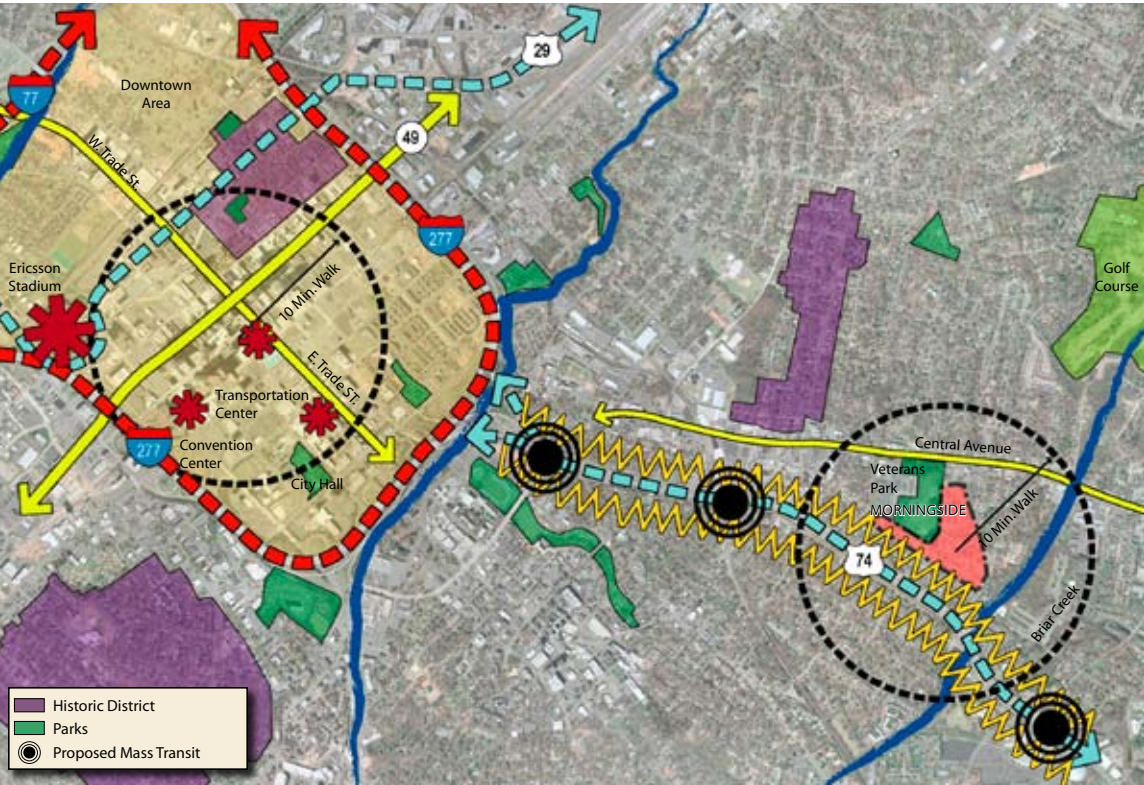 29
77
Downtown
Area
49
W. Trade St.
277
Ericsson
Stadium
10 Min. Walk
Golf
Course
E. Trade ST.
Transportation
Center
277
Convention
Center
City Hall
Central Avenue
Veterans
Park
MORNINGSIDE
10 Min. Walk
74
Briar Creek
Historic District
Parks
Proposed Mass Transit